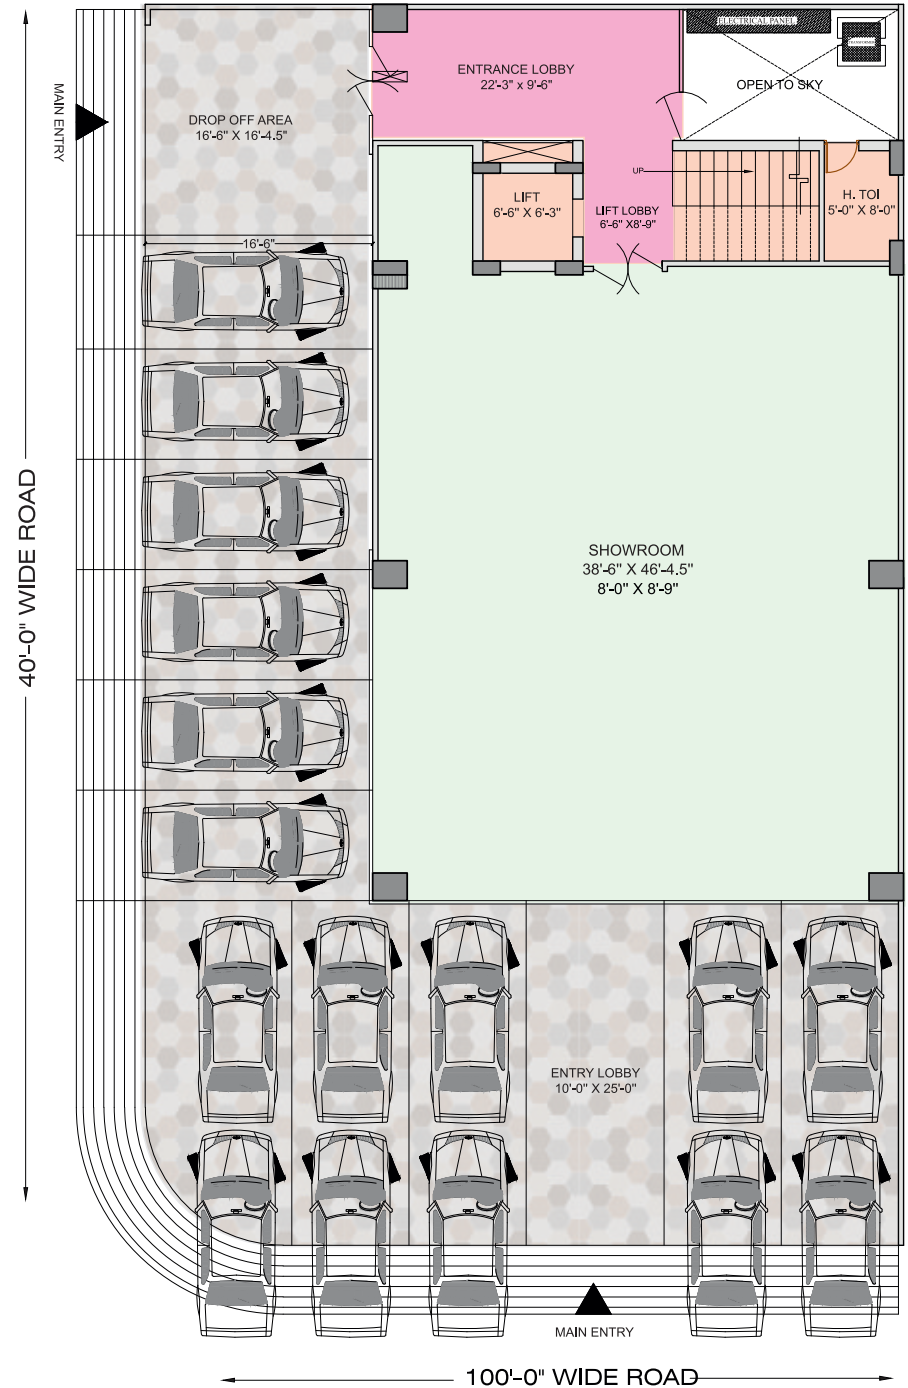 ELECTRICAL PANEL
ENTRANCE LOBBY
22'-3" x 9'-6"
OPEN TO SKY
MAIN ENTRY
DROP OFF AREA
16'-6" X 16'-4.5"
UP
LIFT
6'-6" X 6'-3"
LIFT LOBBY
6'-6" X8'-9"
H. TOI
5'-0" X 8'-0"
16'-6"
40'-0" WIDE ROAD
SHOWROOM
38'-6" X 46'-4.5"
8'-0" X 8'-9"
ENTRY LOBBY
10'-0" X 25'-0"
MAIN ENTRY
100'-0" WIDE ROAD